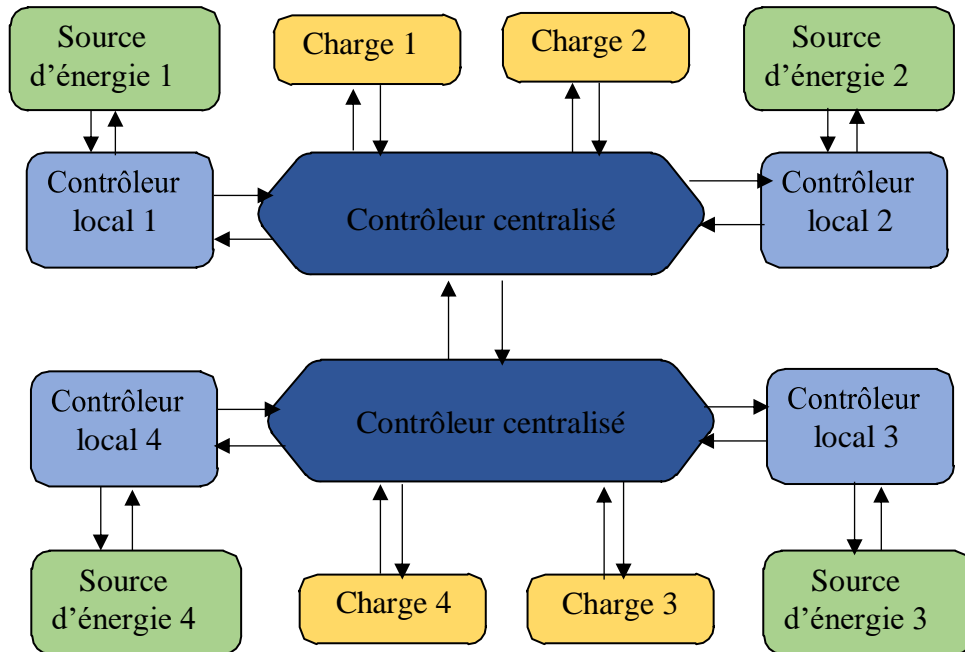 Source
d’énergie 1
Charge 1
Charge 2
Source
d’énergie 2
Contrôleur
local 1
Contrôleur centralisé
Contrôleur
local 2
Contrôleur
local 4
Contrôleur centralisé
Contrôleur
local 3
Source
d’énergie 4
Charge 4
Charge 3
Source
d’énergie 3